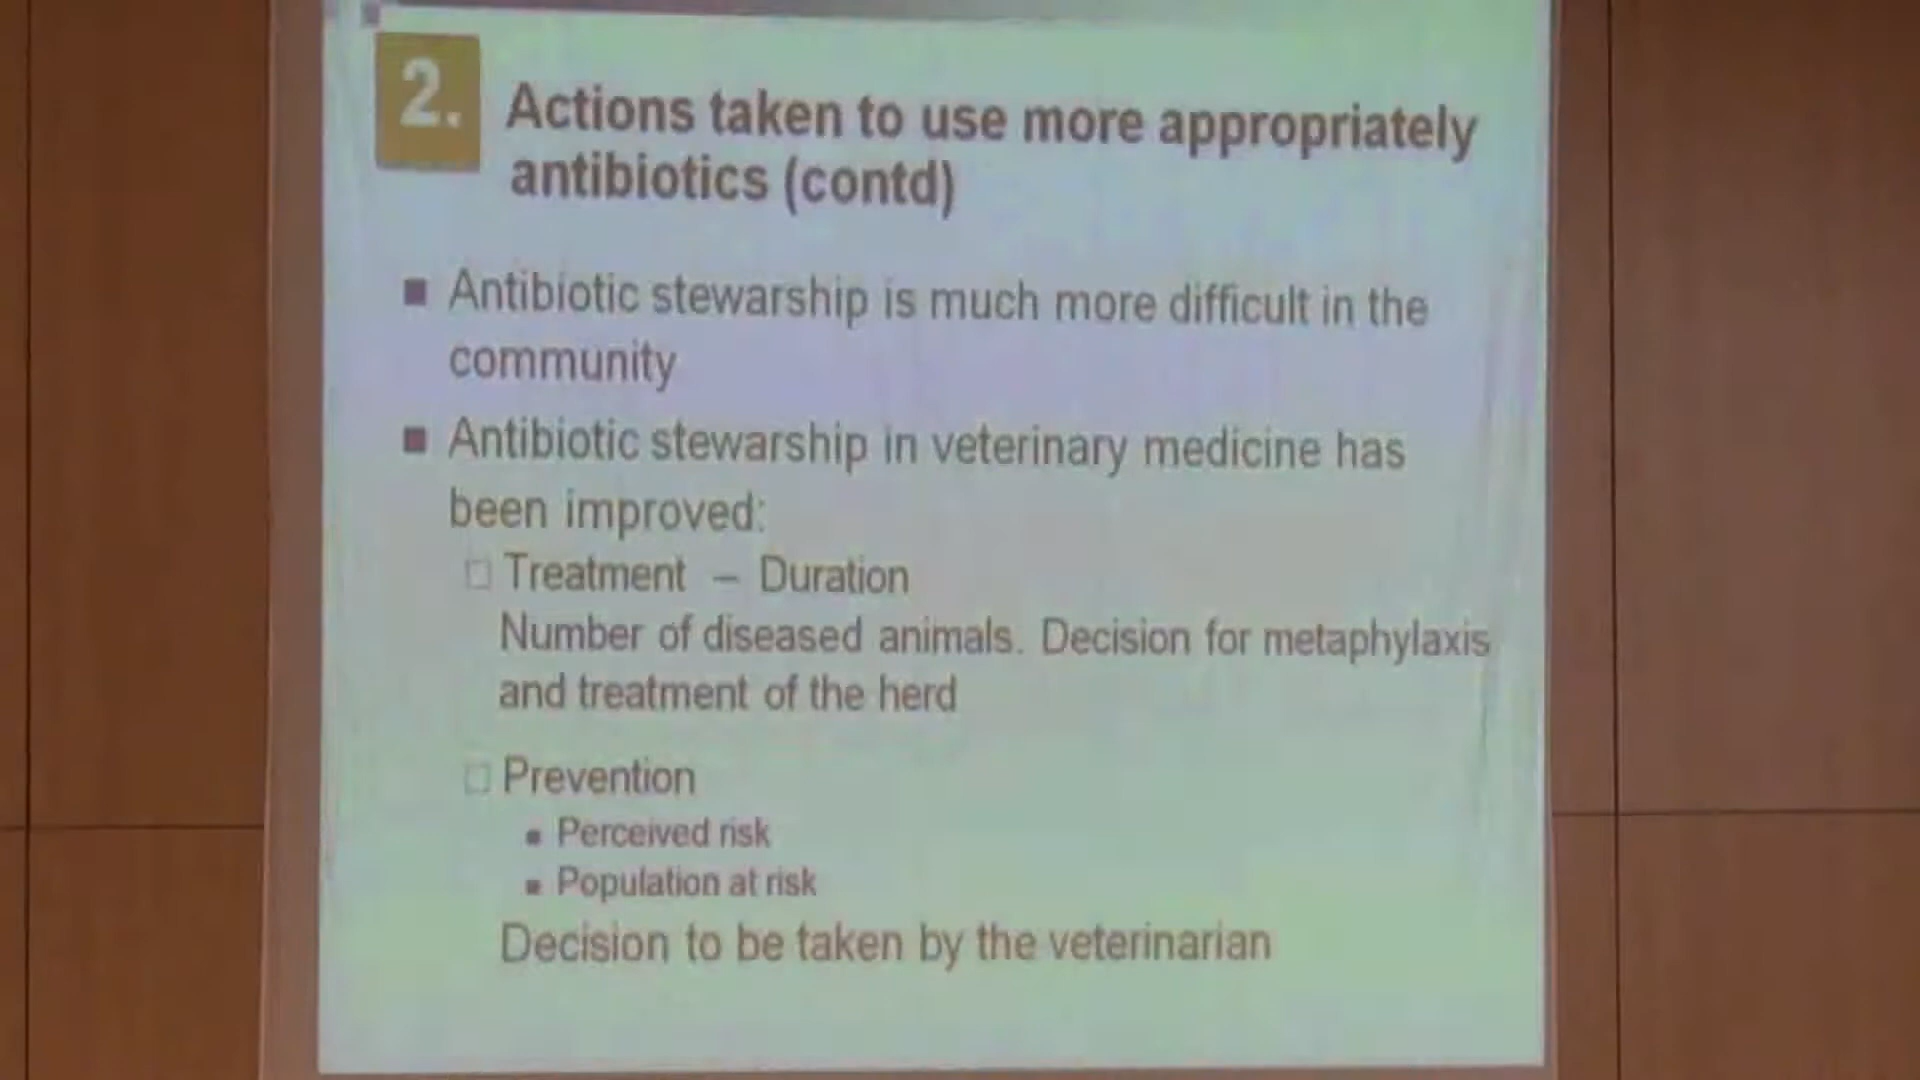 2.
Actions taken to use more appropriately
antibiotics (contd)
Antibiotic stewarship is much more difficult in the
community
Antibiotic stewarship in veterinary medicine has
been improved:
Treatment – Duration
Number of diseased animals. Decision for metaphylaxis
and treatment of the herd
Prevention
Perceived risk
Population at risk
Decision to be taken by the veterinarian